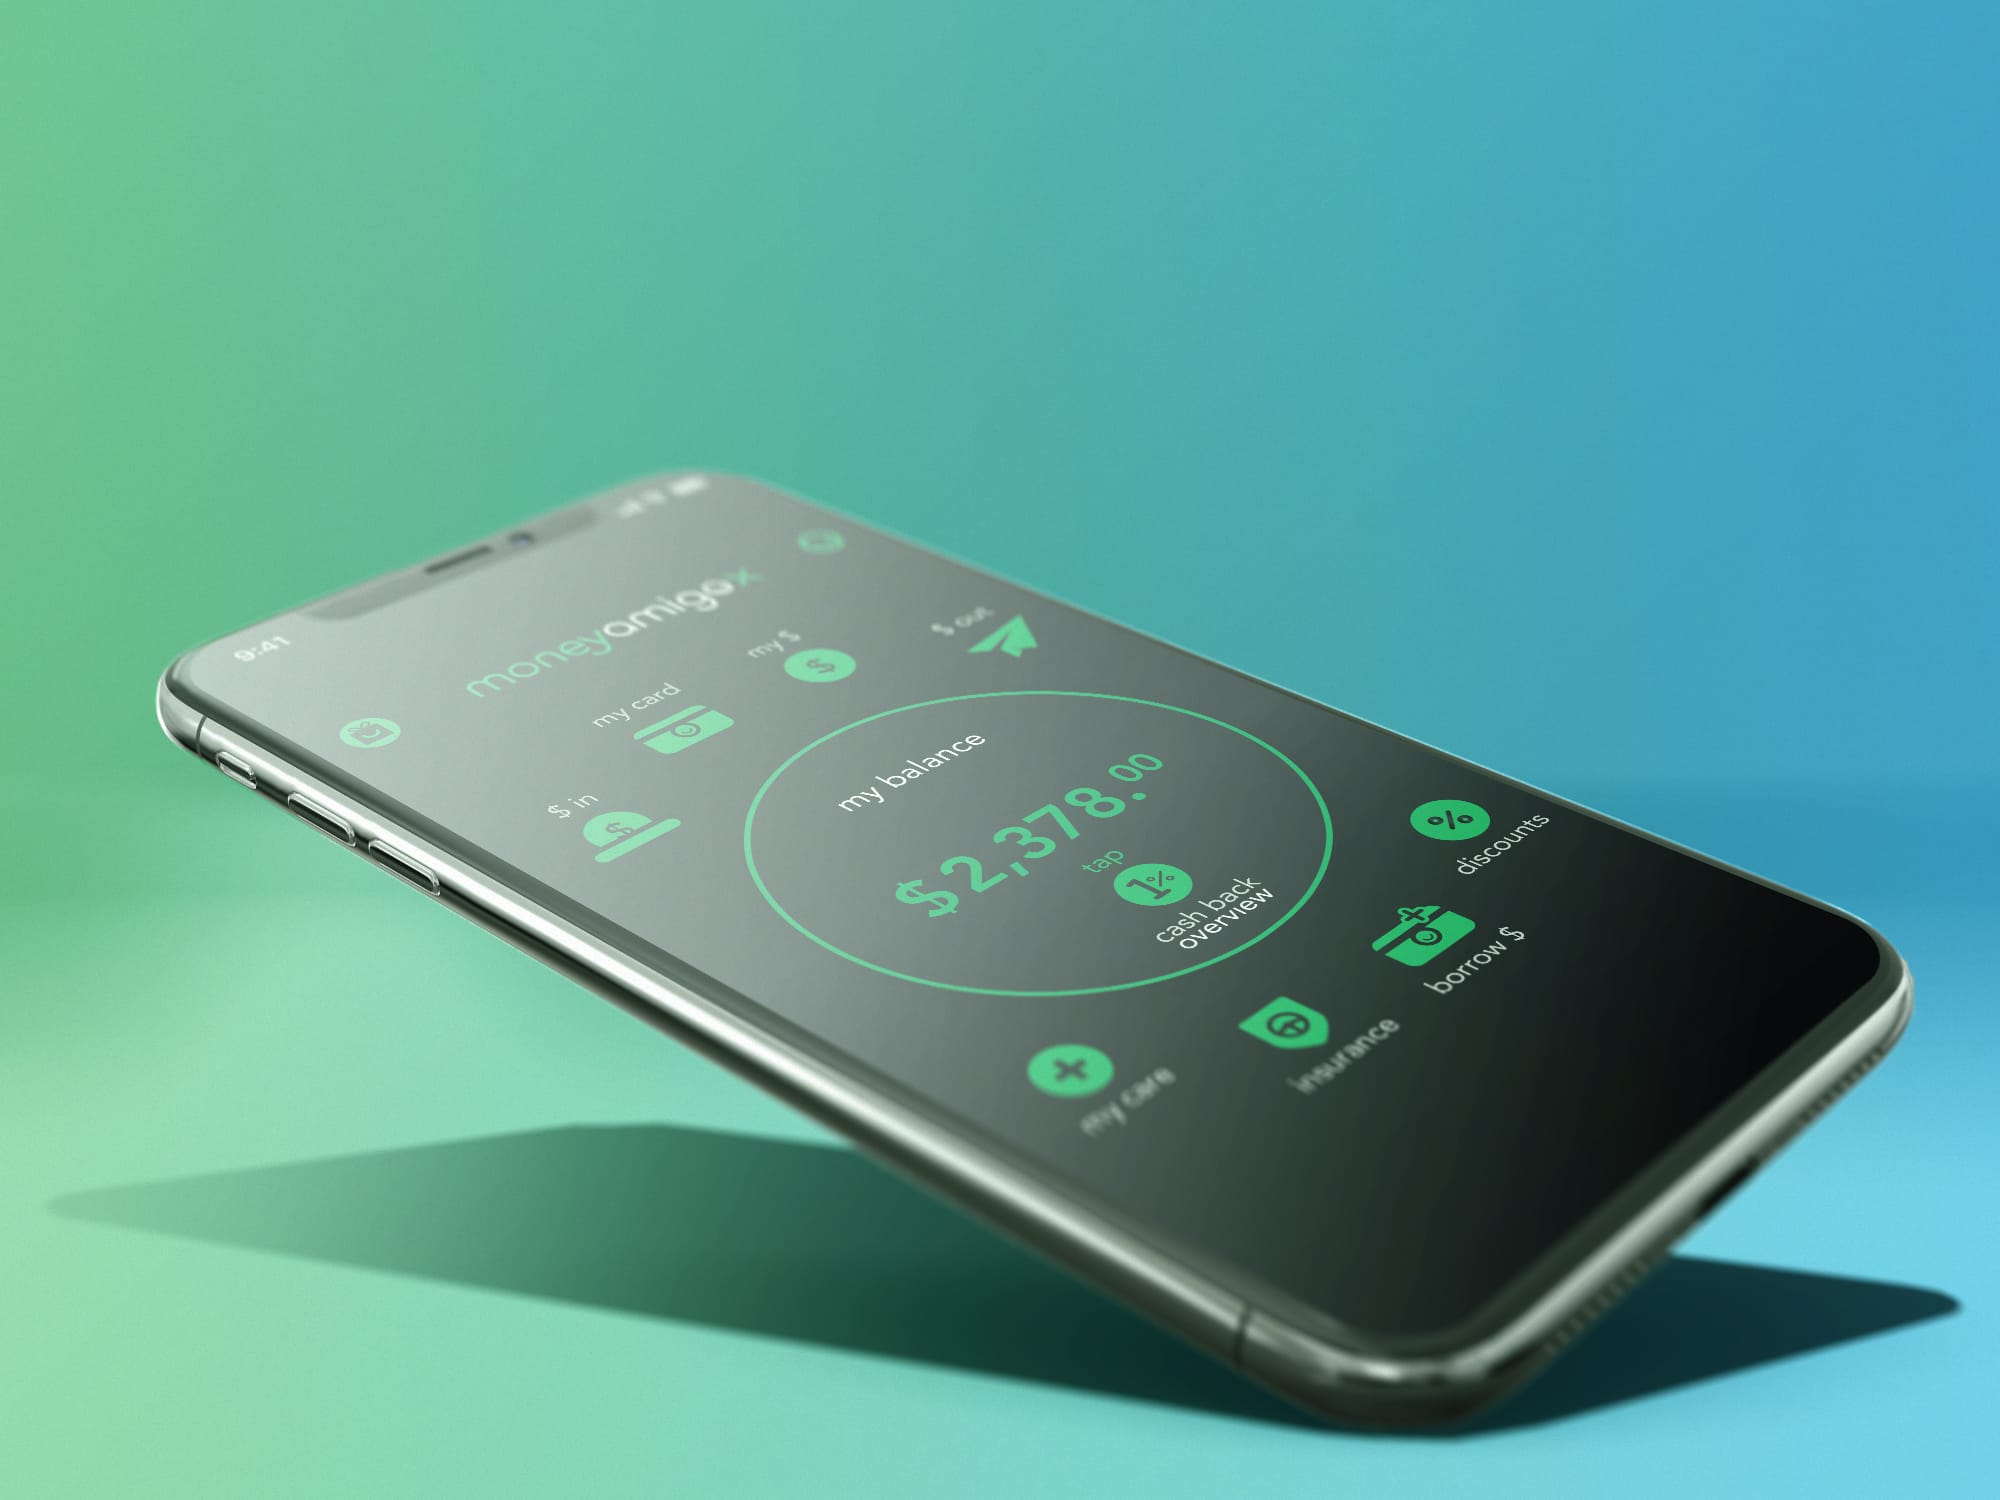 9:41
moneyamigox
$ in
my card
my $
$ out
my balance
$2,378.00
tap
1%
cash back
overview
my care
insurance
borrow $
discounts